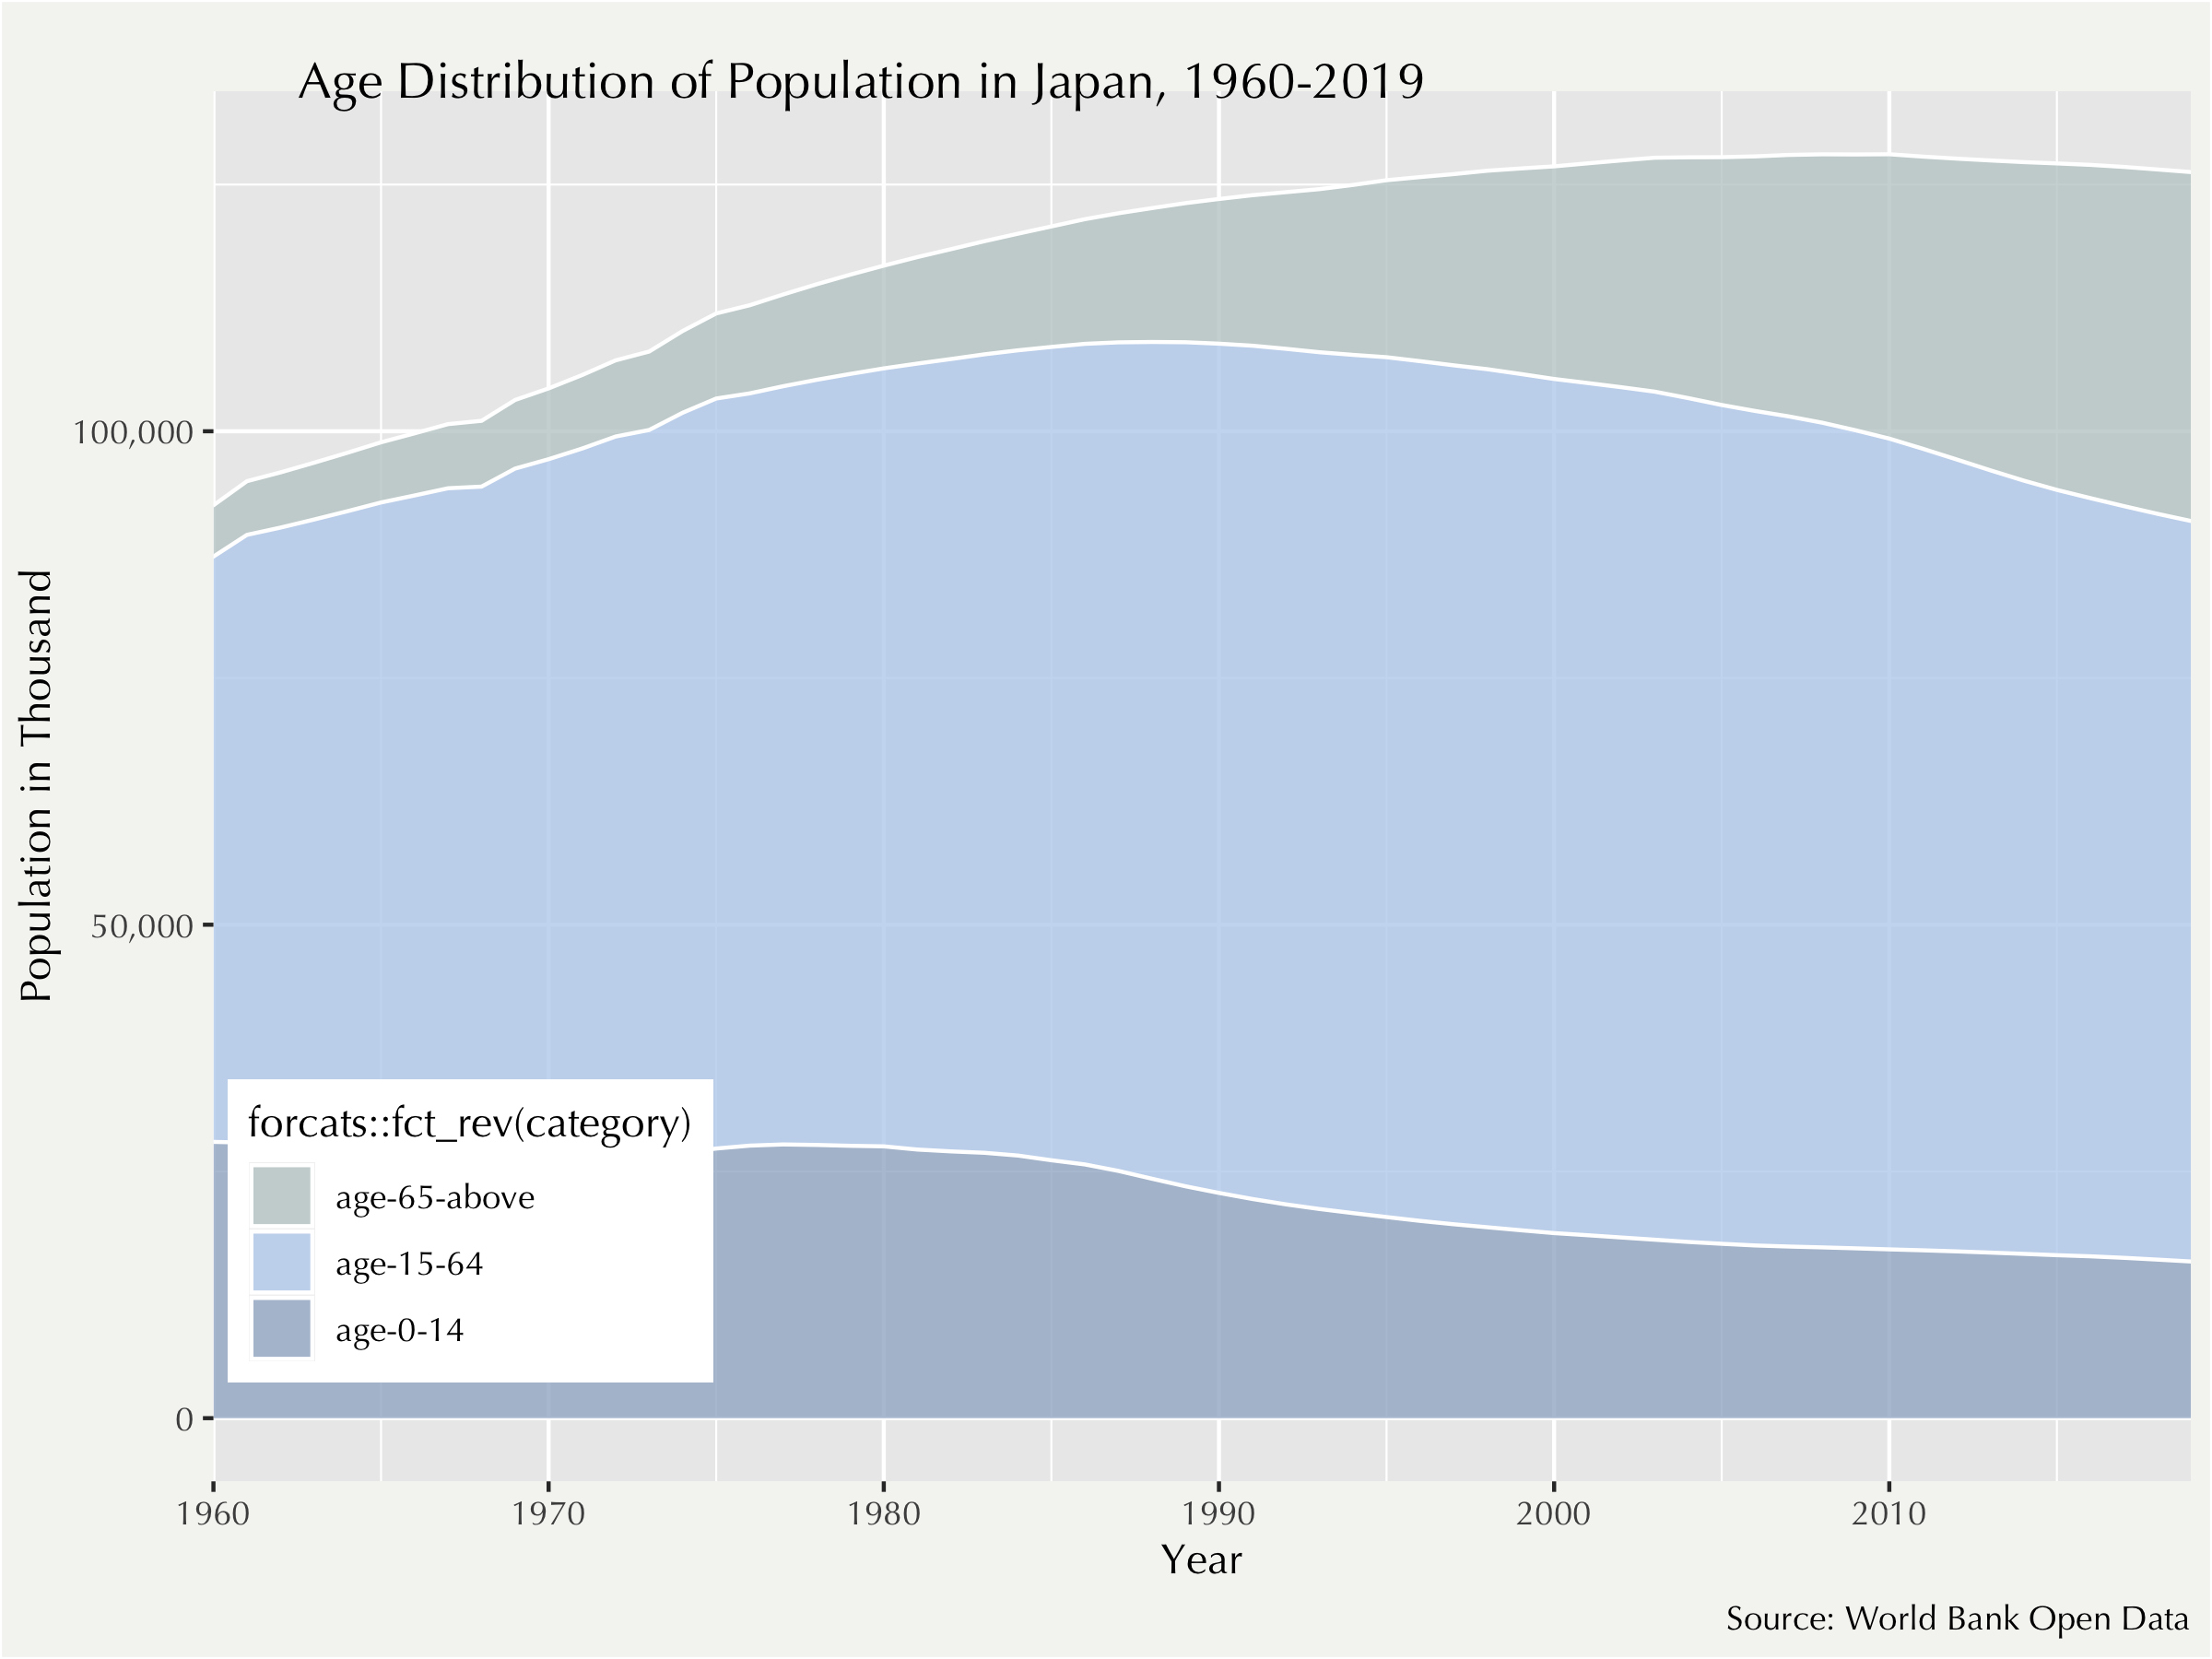 Age Distribution of Population in Japan, 1960-2019
Population in Thousand
100,000
50,000
0
forcats::fct_rev(category)
age-65-above
age-15-64
age-0-14
1960
1970
1980
1990
2000
2010
Year
Source: World Bank Open Data